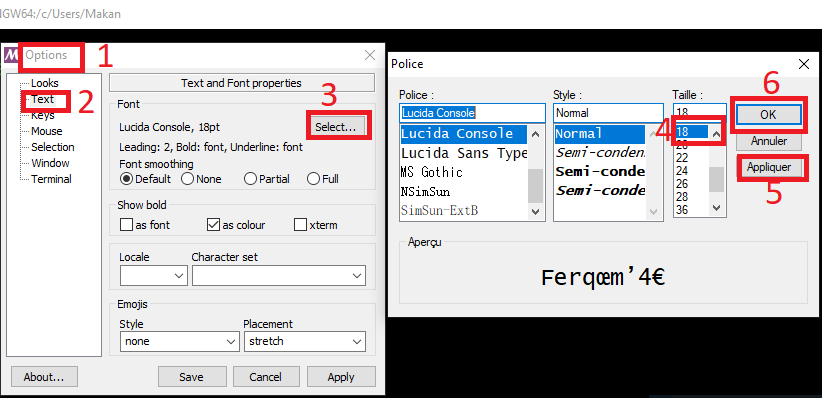 IGW64:/c/Users/Makan
Options
1
Looks
Text
2
Keys
Mouse
Selection
Window
Terminal
Text and Font properties
Font
3
Lucida Console, 18pt
Select...
Leading: 2, Bold: font, Underline: font
Font smoothing
Default
None
Partial
Full
Show bold
as font
as colour
xterm
Locale
Character set
Emojis
Style
Placement
none
stretch
About...
Save
Cancel
Apply
Police
Police :
Style :
Taille :
6
Lucida Console
Normal
18
OK
Lucida Console
Lucida Sans Type
MS Gothic
NSimSun
SimSun-ExtB
Normal
Semi-conden
Semi-conde
Semi-conde
4
18
20
22
24
26
28
36
Annuler
Appliquer
5
Aperçu
Ferqœm’4€